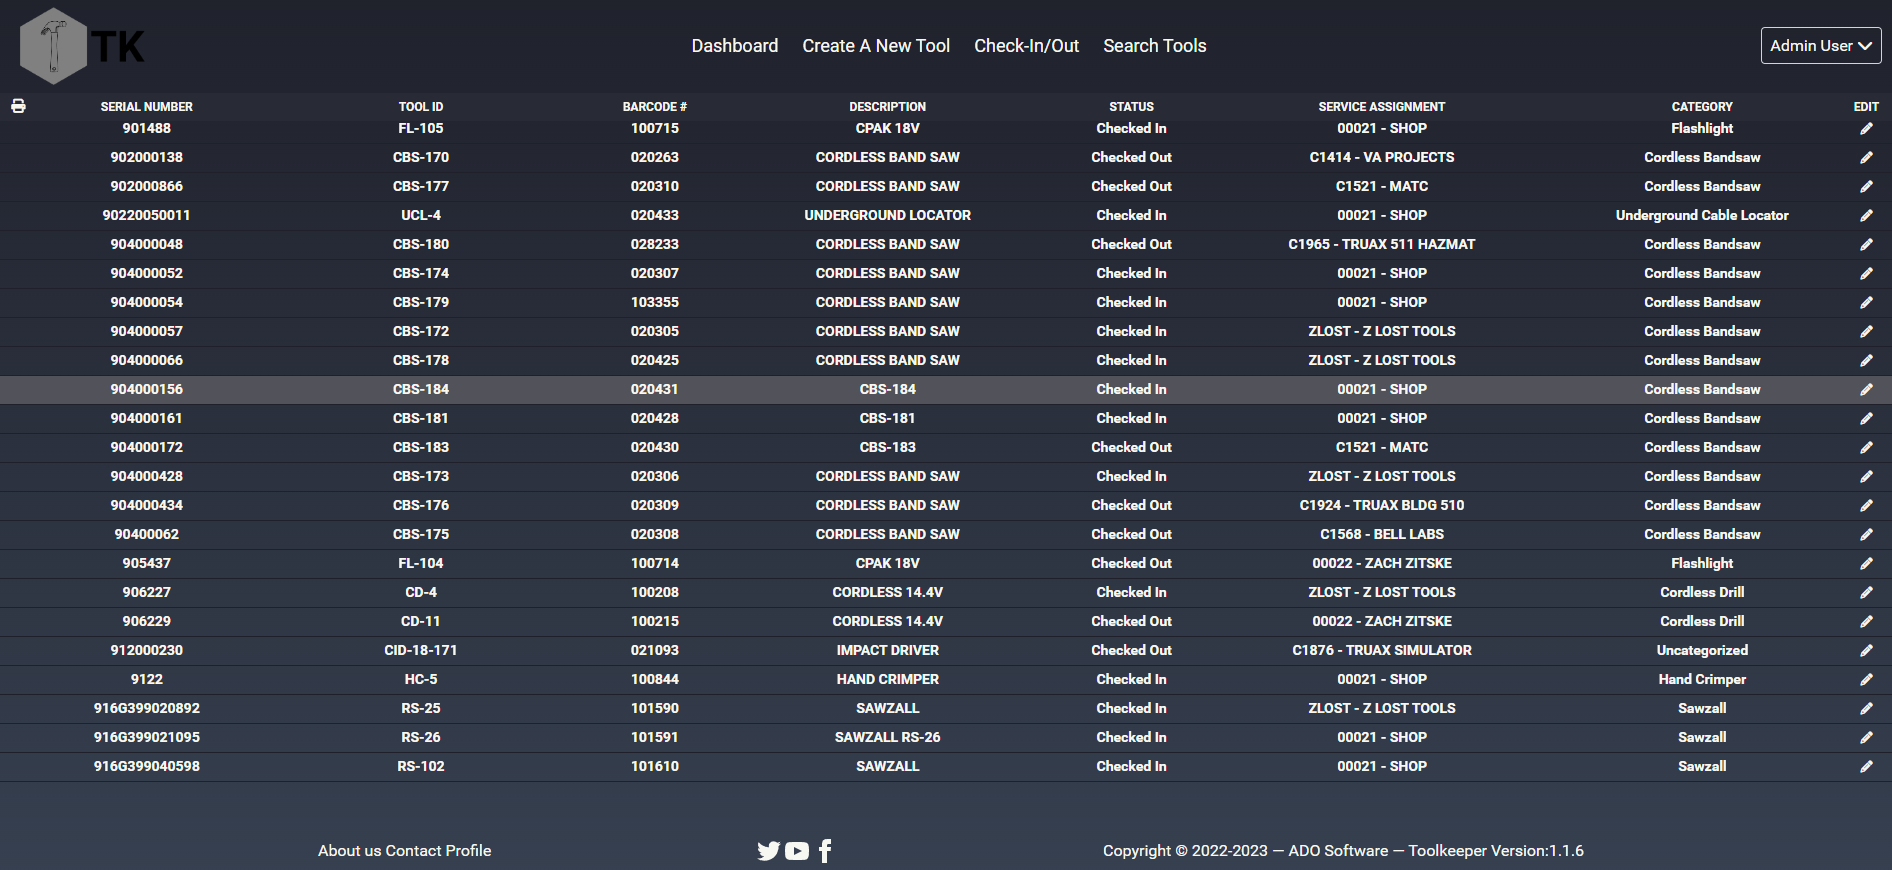 TK
Dashboard Create A New Tool Check-In/Out Search Tools
Admin User
SERIAL NUMBER TOOL ID BARCODE # DESCRIPTION STATUS SERVICE ASSIGNMENT CATEGORY EDIT
901488 FL-105 100715 CPAK 18V Checked In 00021 - SHOP Flashlight
902000138 CBS-170 020263 CORDLESS BAND SAW Checked Out C1414 - VA PROJECTS Cordless Bandsaw
902000866 CBS-177 020310 CORDLESS BAND SAW Checked Out C1521 - MATC Cordless Bandsaw
90220050011 UCL-4 020433 UNDERGROUND LOCATOR Checked In 00021 - SHOP Underground Cable Locator
904000048 CBS-180 028233 CORDLESS BAND SAW Checked Out C1965 - TRUAX 511 HAZMAT Cordless Bandsaw
904000052 CBS-174 020307 CORDLESS BAND SAW Checked In 00021 - SHOP Cordless Bandsaw
904000054 CBS-179 103355 CORDLESS BAND SAW Checked In 00021 - SHOP Cordless Bandsaw
904000057 CBS-172 020305 CORDLESS BAND SAW Checked In ZLOST - Z LOST TOOLS Cordless Bandsaw
904000066 CBS-178 020425 CORDLESS BAND SAW Checked In ZLOST - Z LOST TOOLS Cordless Bandsaw
904000156 CBS-184 020431 CBS-184 Checked In 00021 - SHOP Cordless Bandsaw
904000161 CBS-181 020428 CBS-181 Checked In 00021 - SHOP Cordless Bandsaw
904000172 CBS-183 020430 CBS-183 Checked Out C1521 - MATC Cordless Bandsaw
904000428 CBS-173 020306 CORDLESS BAND SAW Checked In ZLOST - Z LOST TOOLS Cordless Bandsaw
904000434 CBS-176 020309 CORDLESS BAND SAW Checked Out C1924 - TRUAX BLDG 510 Cordless Bandsaw
90400062 CBS-175 020308 CORDLESS BAND SAW Checked Out C1568 - BELL LABS Cordless Bandsaw
905437 FL-104 100714 CPAK 18V Checked Out 00022 - ZACH ZITSKE Flashlight
906227 CD-4 100208 CORDLESS 14.4V Checked In ZLOST - Z LOST TOOLS Cordless Drill
906229 CD-11 100215 CORDLESS 14.4V Checked Out 00022 - ZACH ZITSKE Cordless Drill
912000230 CID-18-171 021093 IMPACT DRIVER Checked Out C1876 - TRUAX SIMULATOR Uncategorized
9122 HC-5 100844 HAND CRIMPER Checked In 00021 - SHOP Hand Crimper
916G399020892 RS-25 101590 SAWZALL Checked In ZLOST - Z LOST TOOLS Sawzall
916G399021095 RS-26 101591 SAWZALL RS-26 Checked In 00021 - SHOP Sawzall
916G399040598 RS-102 101610 SAWZALL Checked In 00021 - SHOP Sawzall
About us Contact Profile
Copyright © 2022-2023 — ADO Software — Toolkeeper Version:1.1.6